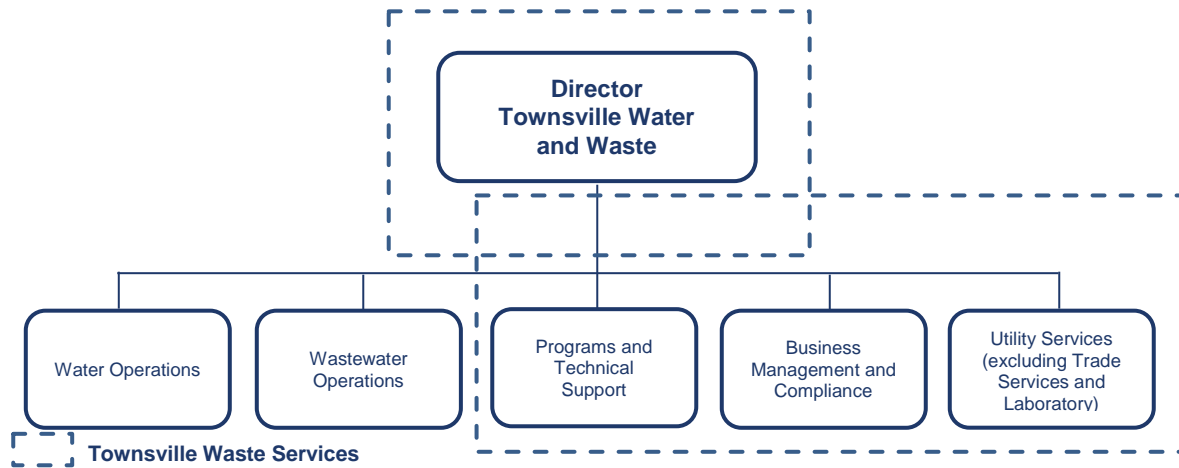 Director
Townsville Water
and Waste
Water Operations
Wastewater
Operations
Programs and
Technical
Support
Business
Management and
Compliance
Utility Services
(excluding Trade
Services and
Laboratory)
Townsville Waste Services